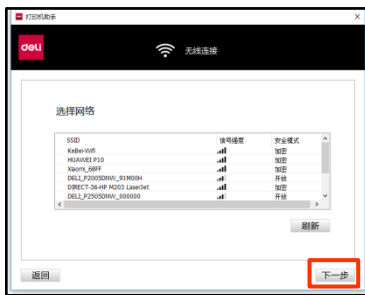 打印机助手
deli
无线连接
选择网络
SSID 信号强度 安全模式
KeBei-Wifi 加密
HUAWEI P10 加密
Xiaomi_6BFF 加密
DELI_P2005DNW_91M00H 开放
DIRECT-36-HP M203 LaserJet 加密
DELI_P2505DNW_000000 开放
刷新
返回 下一步